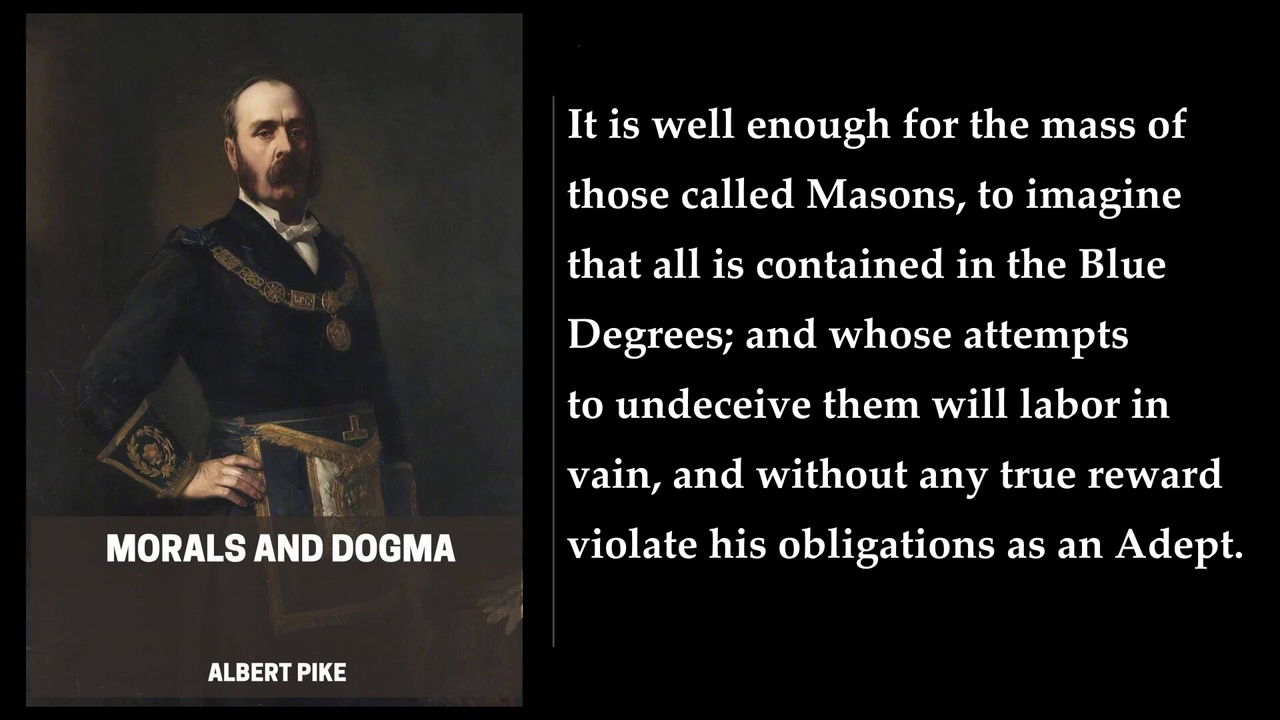 MORALS AND DOGMA
ALBERT PIKE
It is well enough for the mass of
those called Masons, to imagine
that all is contained in the Blue
Degrees; and whose attempts
to undeceive them will labor in
vain, and without any true reward
violate his obligations as an Adept.